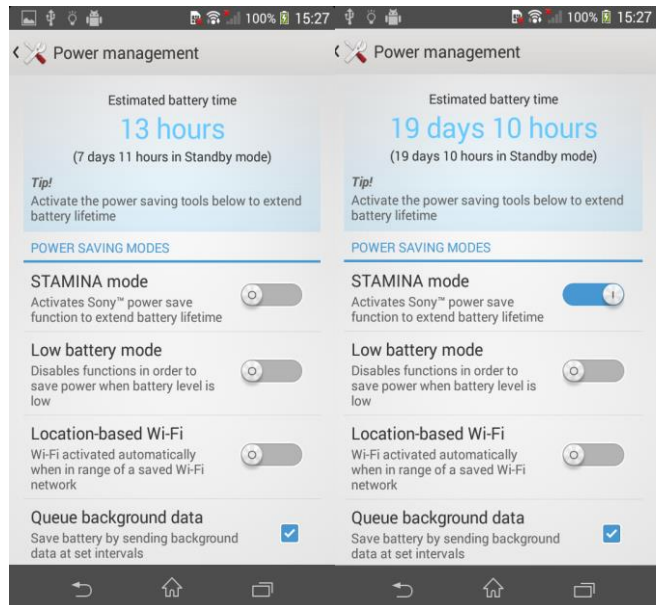 100% 15:27
Power management
Estimated battery time
13 hours
(7 days 11 hours in Standby mode)
Tip!
Activate the power saving tools below to extend
battery lifetime
POWER SAVING MODES
STAMINA mode
Activates Sony™ power save
function to extend battery lifetime
Low battery mode
Disables functions in order to
save power when battery level is
low
Location-based Wi-Fi
Wi-Fi activated automatically
when in range of a saved Wi-Fi
network
Queue background data
Save battery by sending background
data at set intervals
100% 15:27
Power management
Estimated battery time
19 days 10 hours
(19 days 10 hours in Standby mode)
Tip!
Activate the power saving tools below to extend
battery lifetime
POWER SAVING MODES
STAMINA mode
Activates Sony™ power save
function to extend battery lifetime
Low battery mode
Disables functions in order to
save power when battery level is
low
Location-based Wi-Fi
Wi-Fi activated automatically
when in range of a saved Wi-Fi
network
Queue background data
Save battery by sending background
data at set intervals